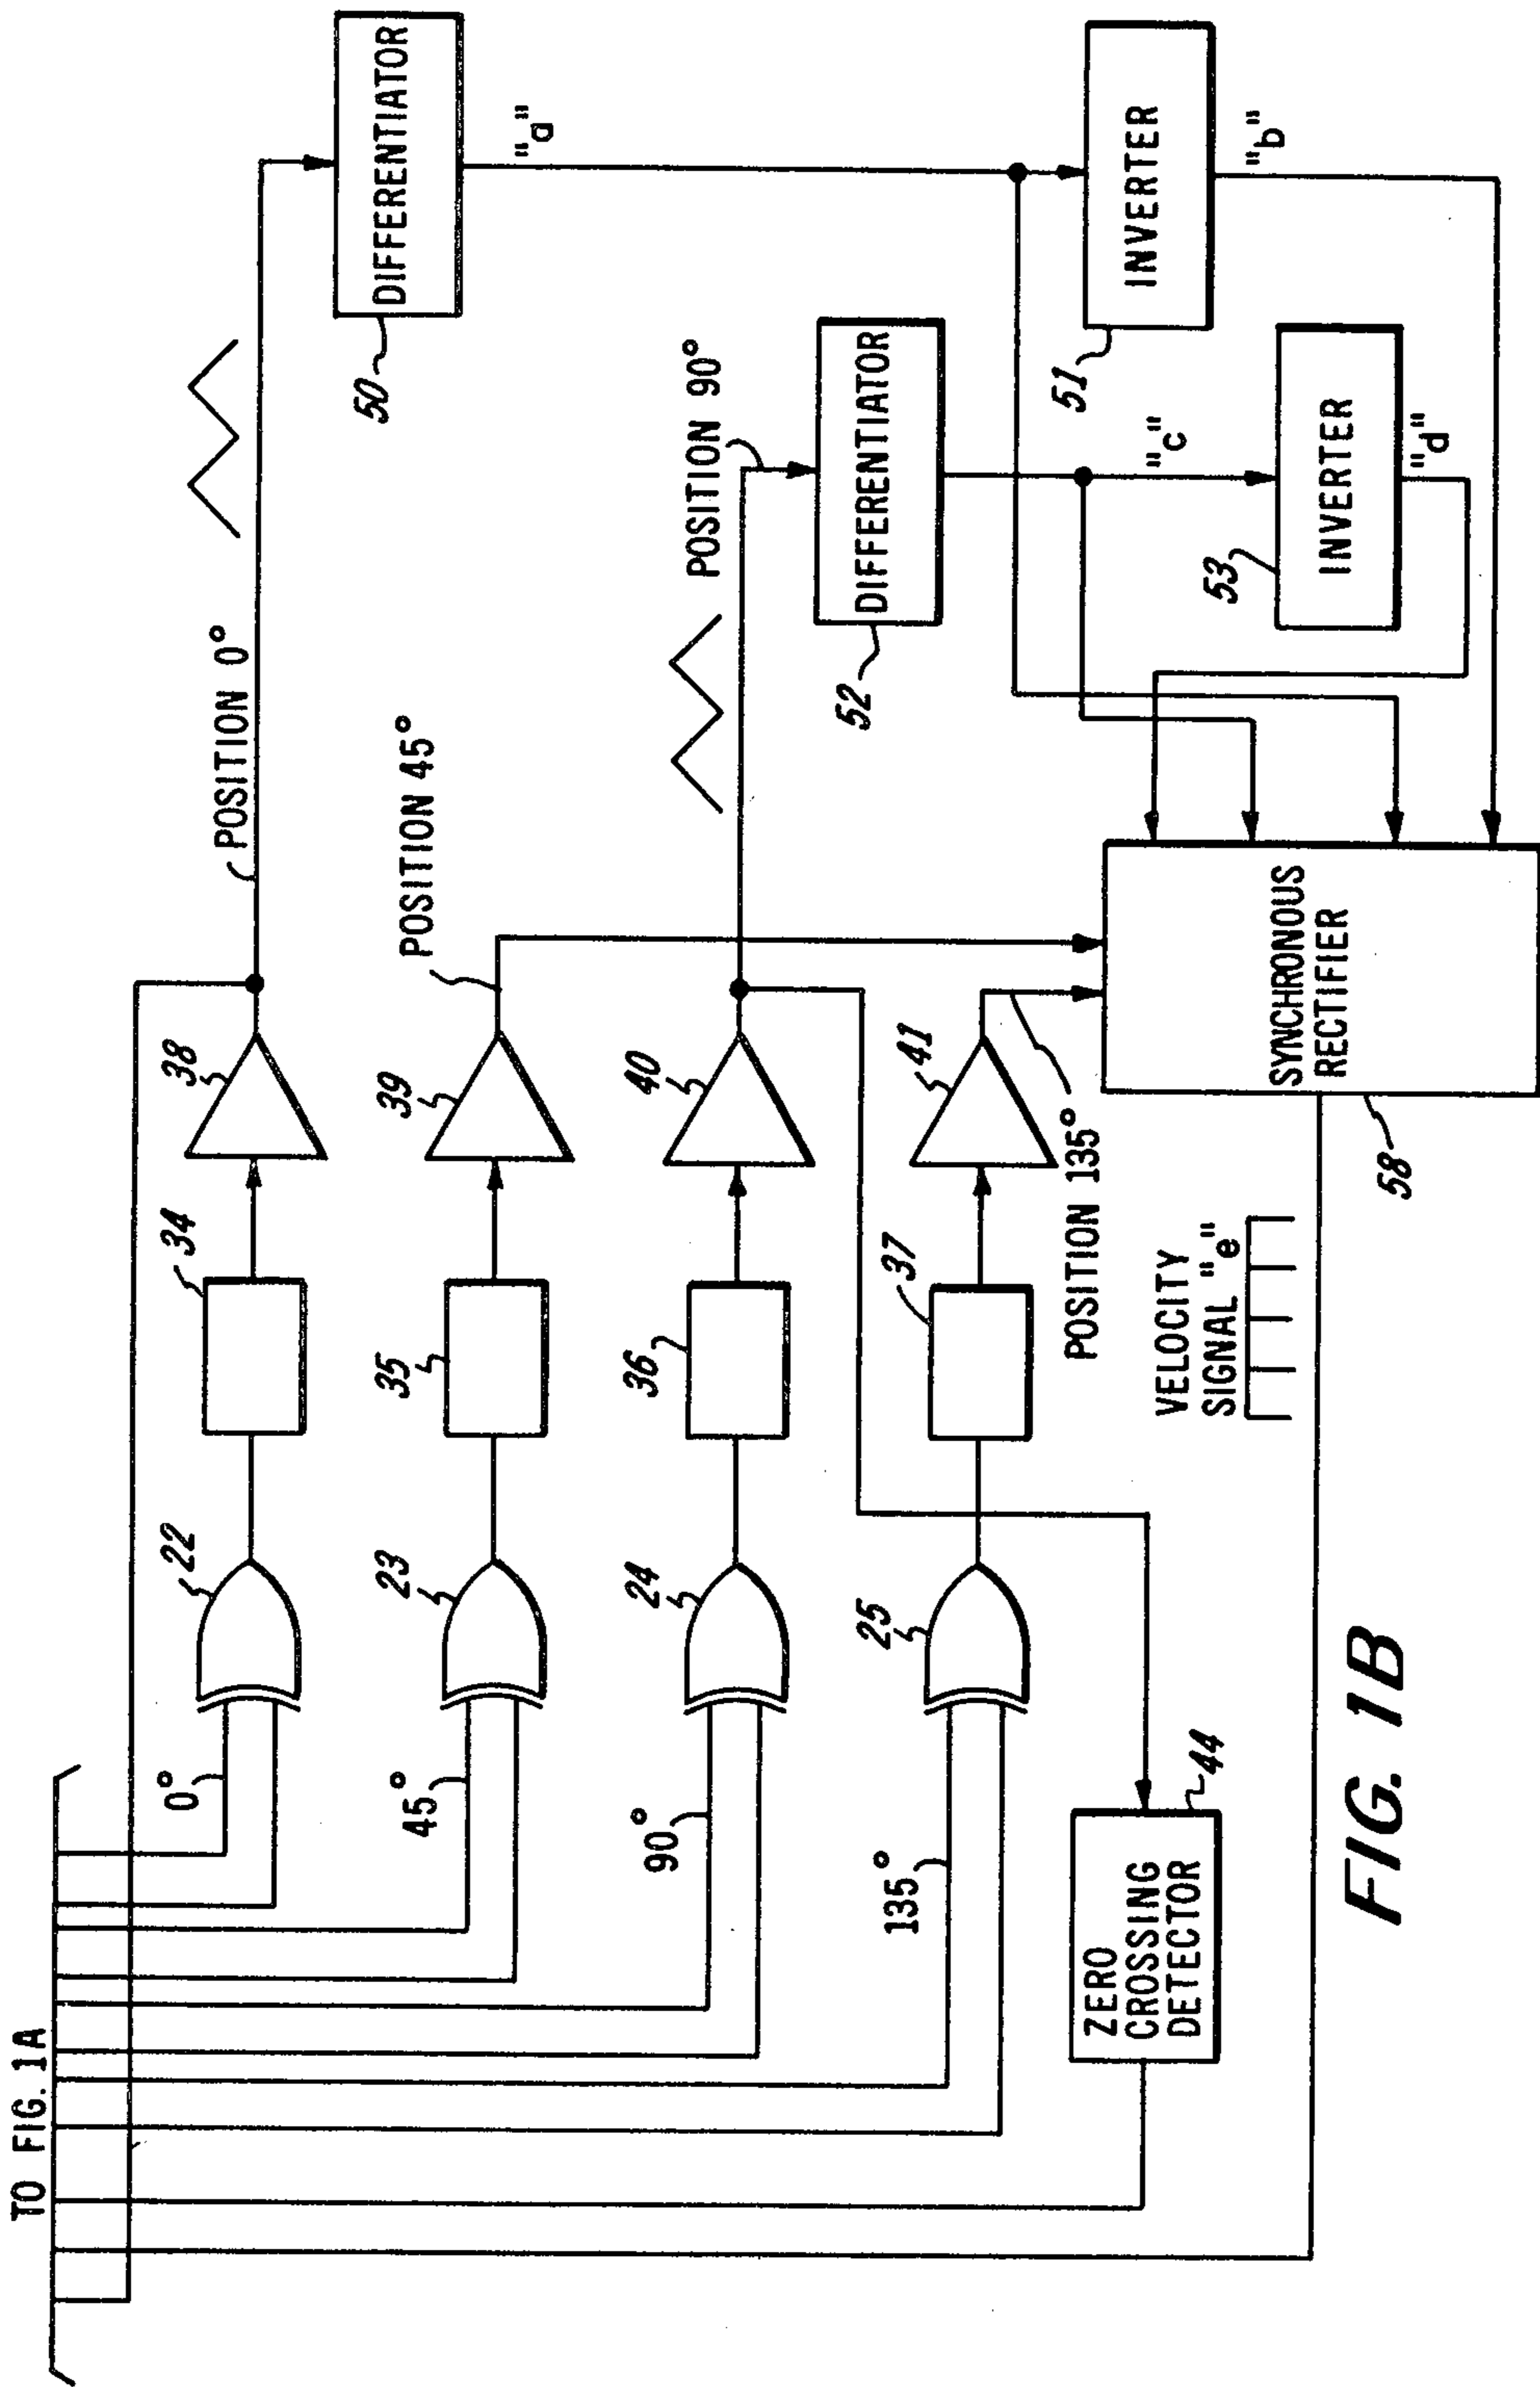 TO FIG. 1A
0°
22
34
38
POSITION 0°
50
DIFFERENTIATOR
"a"
45°
23
35
39
POSITION 45°
90°
24
36
40
POSITION 90°
52
DIFFERENTIATOR
"c"
51
INVERTER
"b"
53
INVERTER
"d"
135°
25
37
41
POSITION 135°
ZERO
CROSSING
DETECTOR
44
VELOCITY
SIGNAL "e"
58
SYNCHRONOUS
RECTIFIER
FIG. 1B